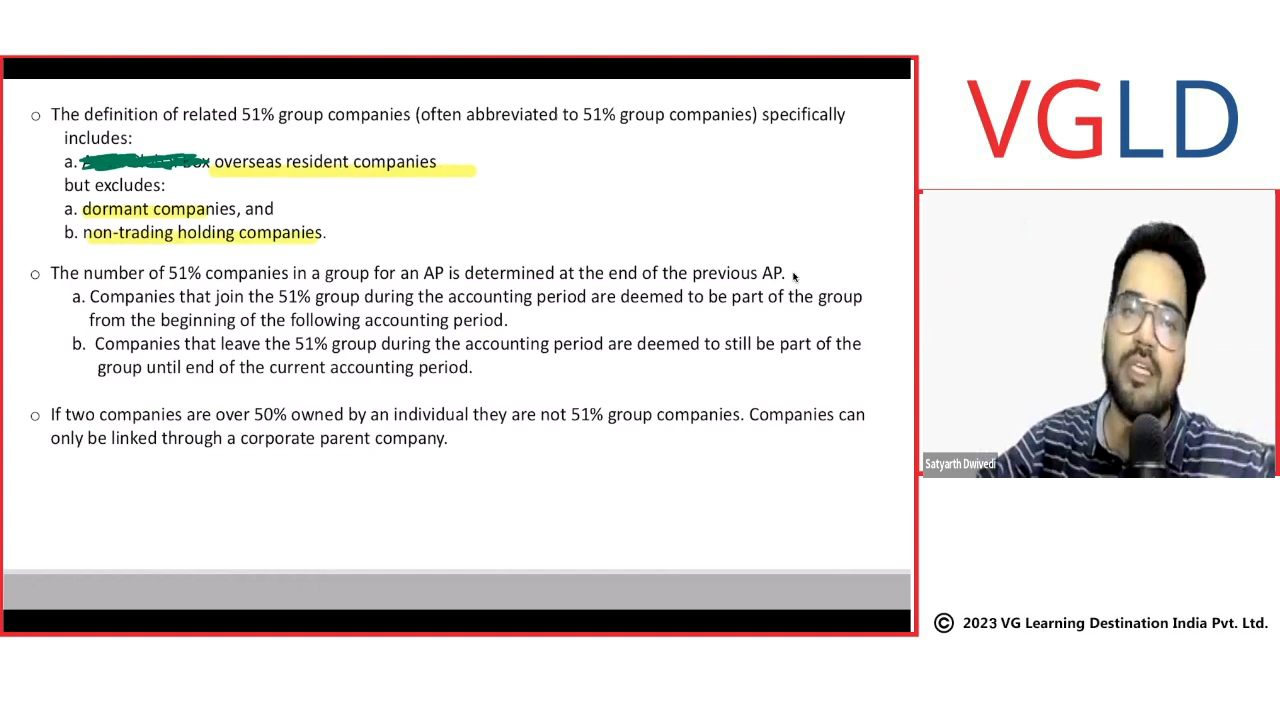 The definition of related 51% group companies (often abbreviated to 51% group companies) specifically
includes:
a. overseas resident companies
but excludes:
a. dormant companies, and
b. non-trading holding companies.
The number of 51% companies in a group for an AP is determined at the end of the previous AP.
a. Companies that join the 51% group during the accounting period are deemed to be part of the group
from the beginning of the following accounting period.
b. Companies that leave the 51% group during the accounting period are deemed to still be part of the
group until end of the current accounting period.
If two companies are over 50% owned by an individual they are not 51% group companies. Companies can
only be linked through a corporate parent company.
VGLD
Satyarth Dwivedi
© 2023 VG Learning Destination India Pvt. Ltd.